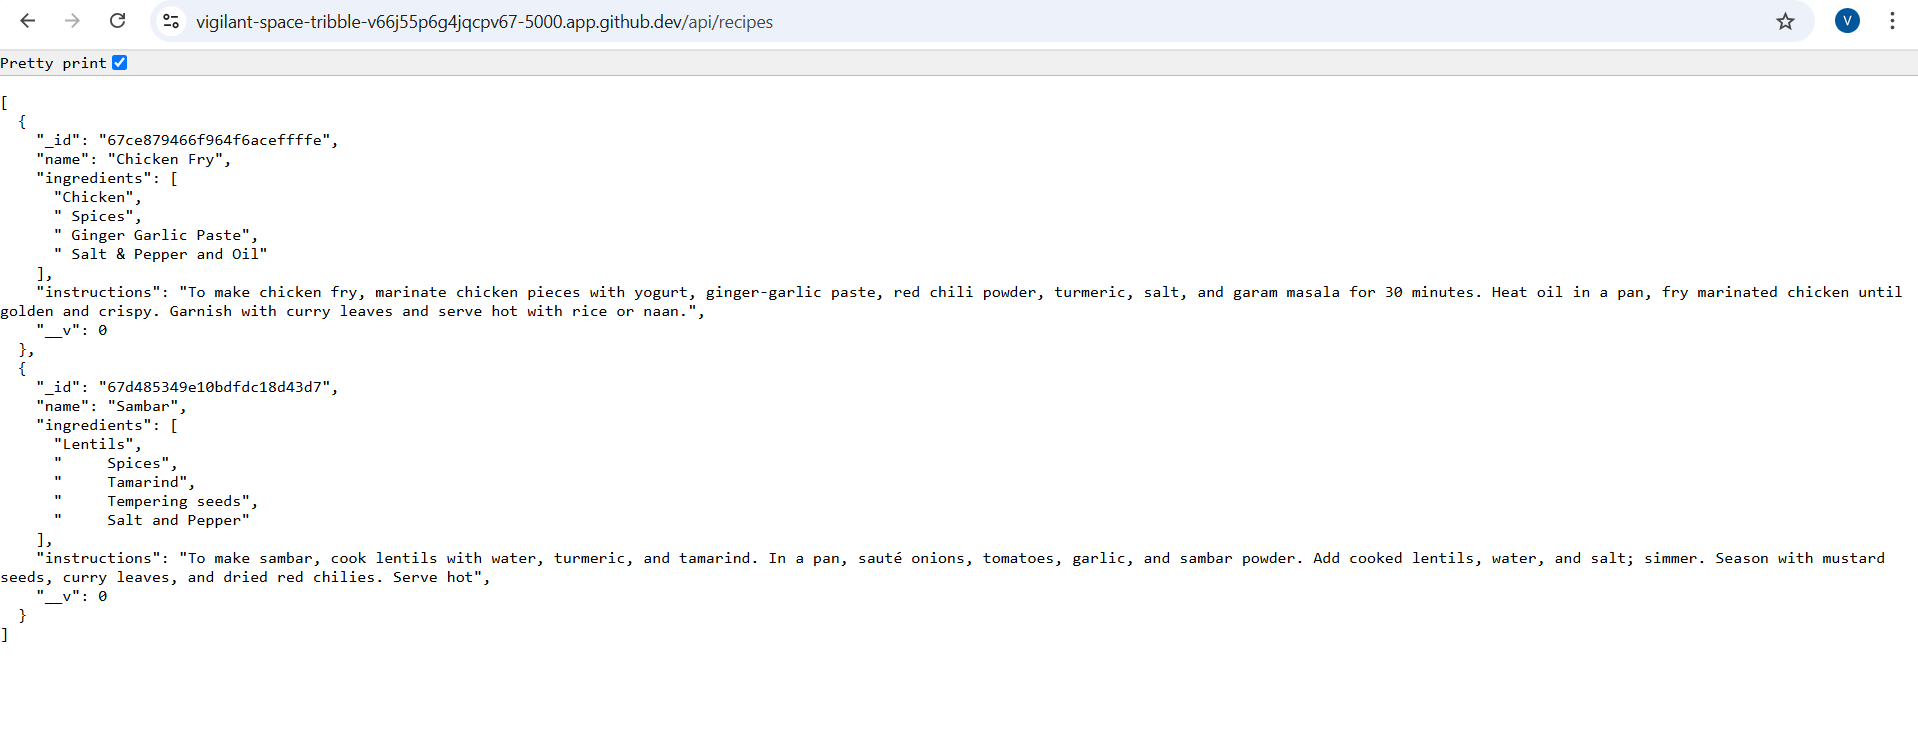 vigilant-space-tribble-v66j55p6g4jqcpv67-5000.app.github.dev/api/recipes
V
Pretty print
[
  {
    "_id": "67ce879466f964f6aceffffe",
    "name": "Chicken Fry",
    "ingredients": [
      "Chicken",
      " Spices",
      " Ginger Garlic Paste",
      " Salt & Pepper and Oil"
    ],
    "instructions": "To make chicken fry, marinate chicken pieces with yogurt, ginger-garlic paste, red chili powder, turmeric, salt, and garam masala for 30 minutes. Heat oil in a pan, fry marinated chicken until
golden and crispy. Garnish with curry leaves and serve hot with rice or naan.",
    "__v": 0
  },
  {
    "_id": "67d485349e10bdfdc18d43d7",
    "name": "Sambar",
    "ingredients": [
      "Lentils",
      "     Spices",
      "     Tamarind",
      "     Tempering seeds",
      "     Salt and Pepper"
    ],
    "instructions": "To make sambar, cook lentils with water, turmeric, and tamarind. In a pan, sauté onions, tomatoes, garlic, and sambar powder. Add cooked lentils, water, and salt; simmer. Season with mustard
seeds, curry leaves, and dried red chilies. Serve hot",
    "__v": 0
  }
]